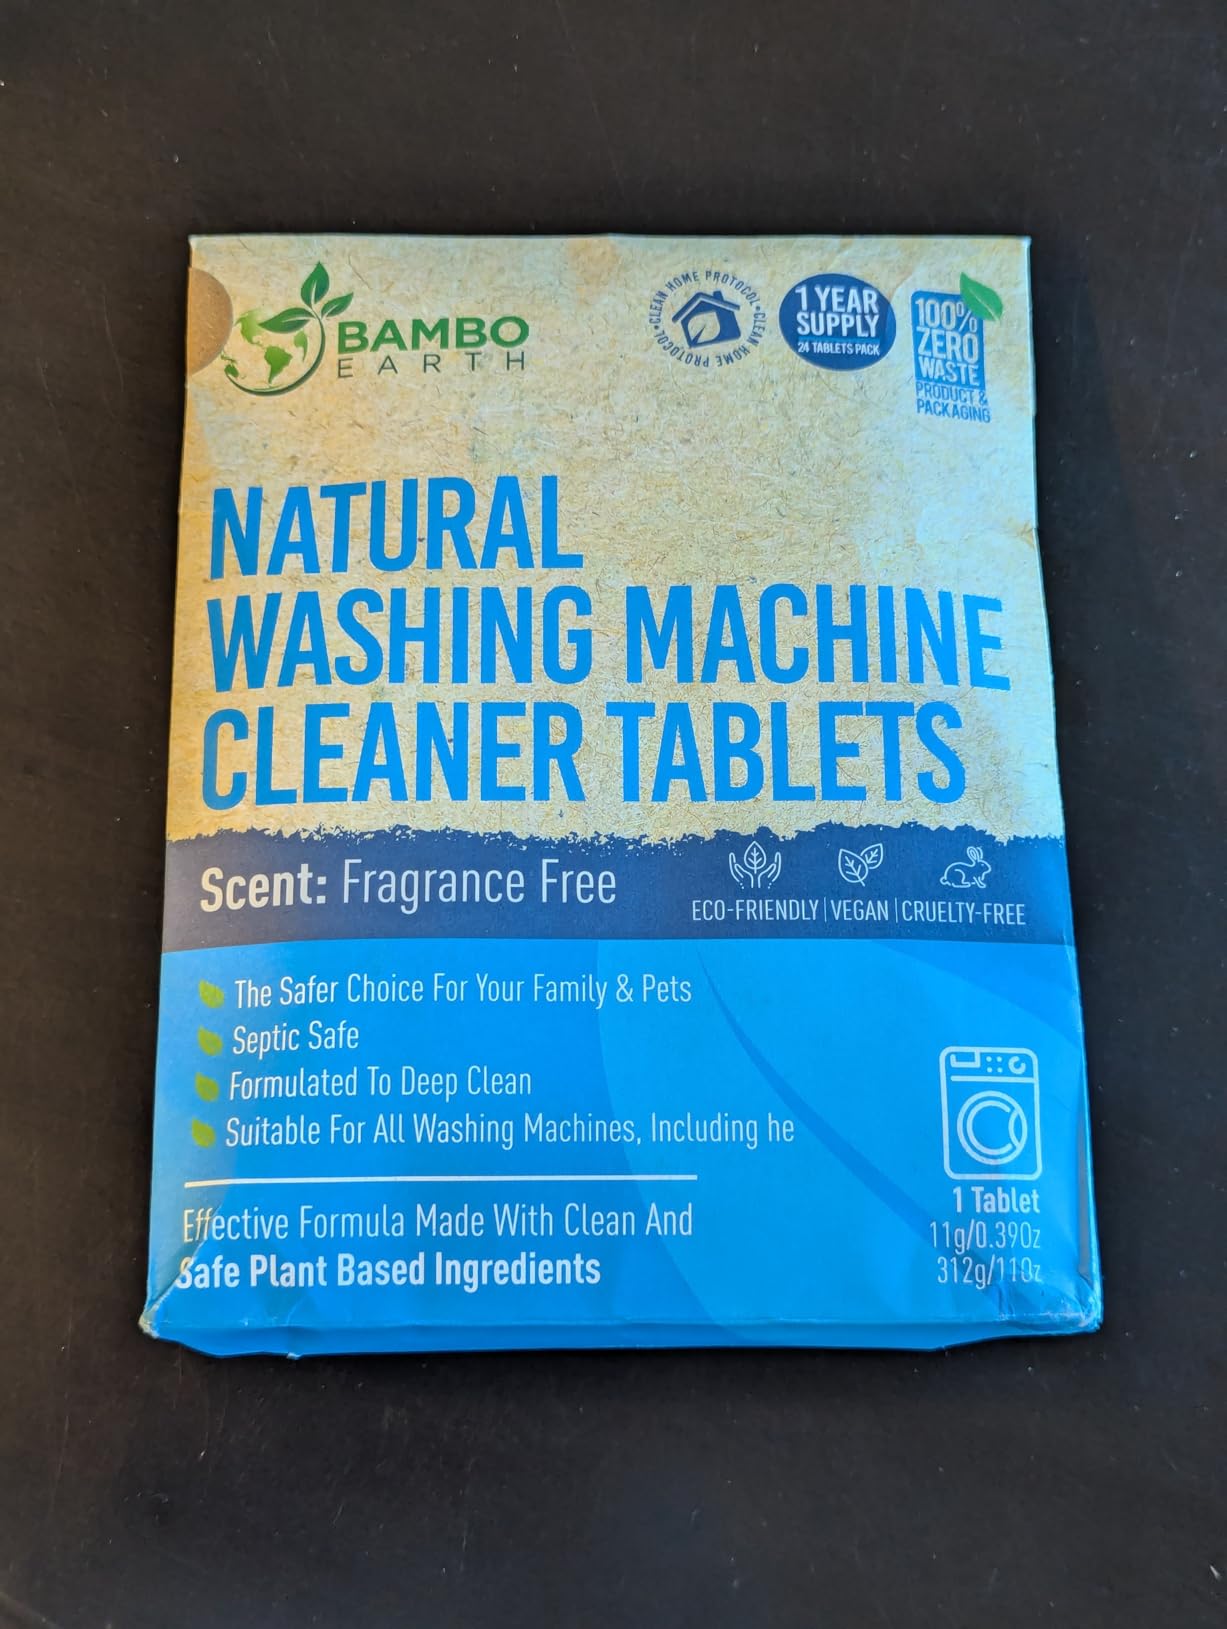 BAMBO
EARTH
CLEAN HOME PROTOCOL • CLEAN HOME PROTOCOL •
1 YEAR
SUPPLY
24 TABLETS PACK
100%
ZERO
WASTE
PRODUCT &
PACKAGING
NATURAL
WASHING MACHINE
CLEANER TABLETS
Scent: Fragrance Free
ECO-FRIENDLY | VEGAN | CRUELTY-FREE
The Safer Choice For Your Family & Pets
Septic Safe
Formulated To Deep Clean
Suitable For All Washing Machines, Including he
Effective Formula Made With Clean And
Safe Plant Based Ingredients
1 Tablet
11g/0.39oz
312g/11oz